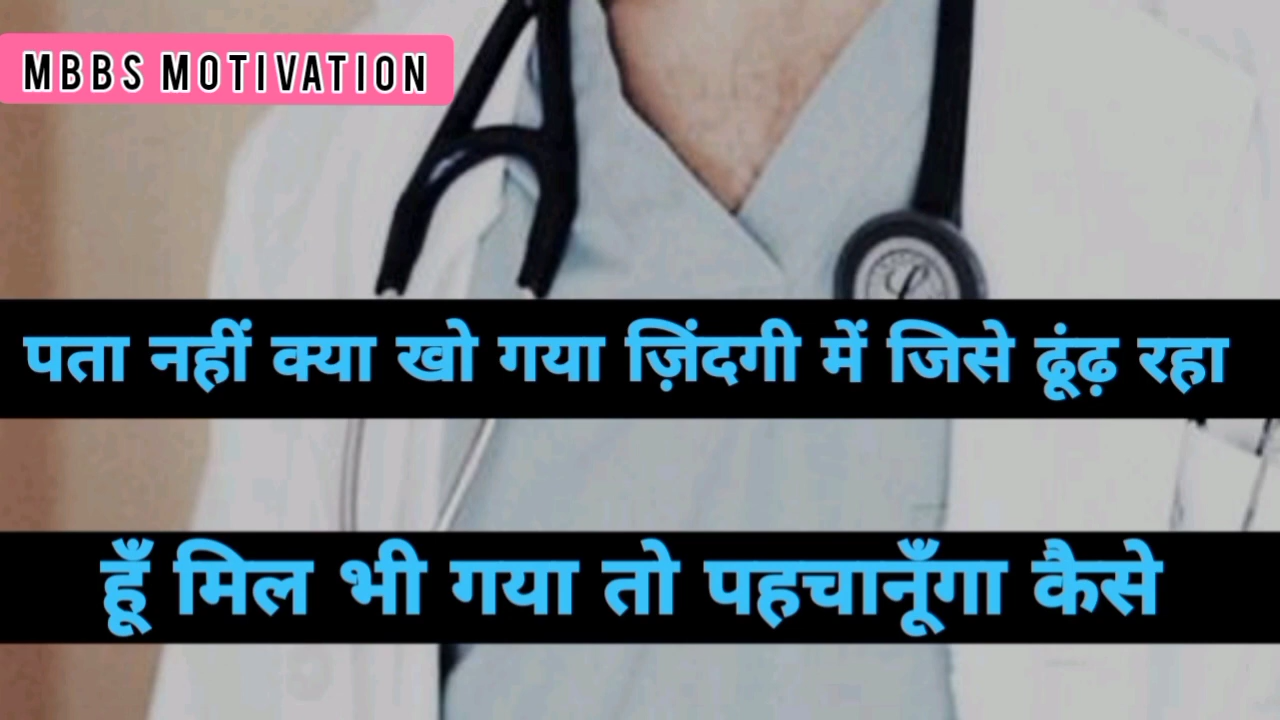 MBBS MOTIVATION
पता नहीं क्या खो गया ज़िंदगी में जिसे ढूंढ़ रहा
हूँ मिल भी गया तो पहचानूँगा कैसे